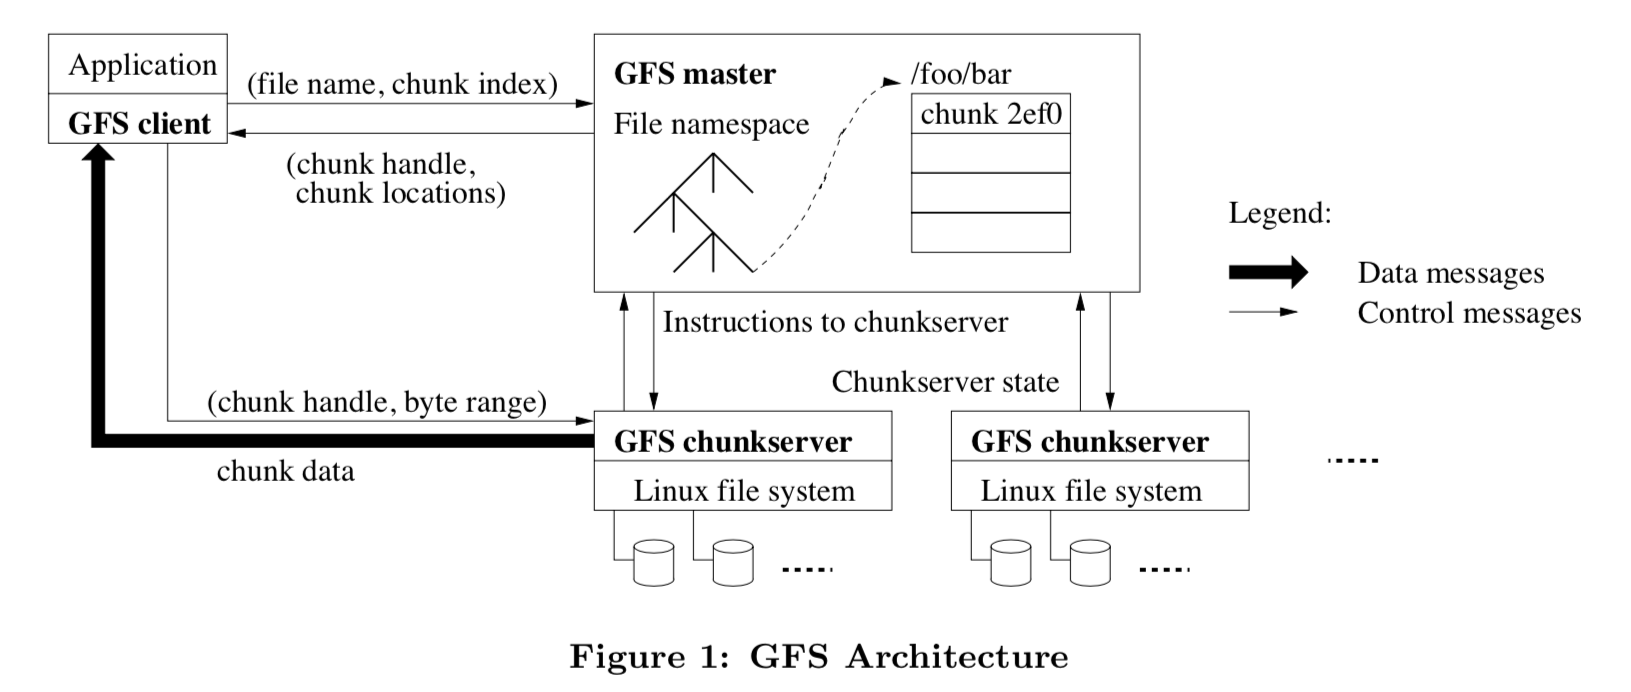 Application
GFS client
(file name, chunk index)
(chunk handle,
chunk locations)
GFS master
File namespace
/foo/bar
chunk 2ef0
Legend:
Data messages
Control messages
Instructions to chunkserver
Chunkserver state
(chunk handle, byte range)
chunk data
GFS chunkserver
Linux file system
GFS chunkserver
Linux file system
Figure 1: GFS Architecture